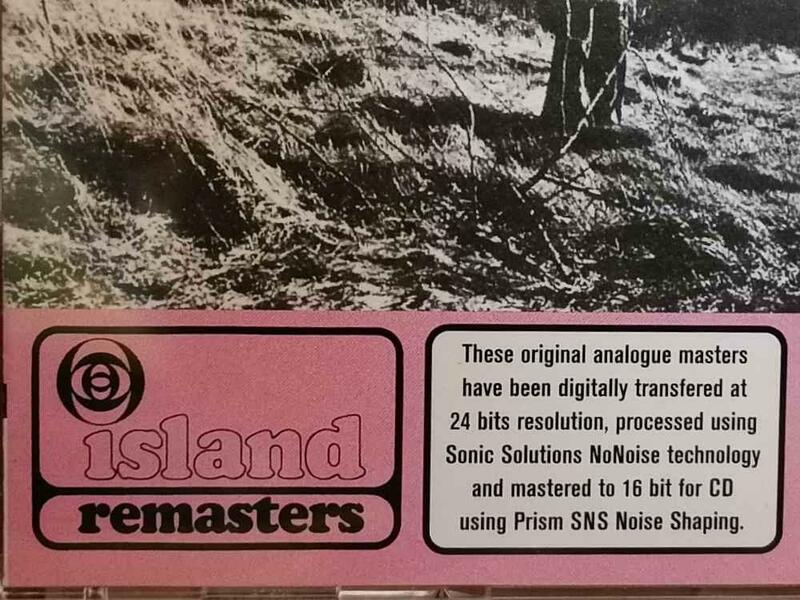 island
remasters
These original analogue masters
have been digitally transfered at
24 bits resolution, processed using
Sonic Solutions NoNoise technology
and mastered to 16 bit for CD
using Prism SNS Noise Shaping.